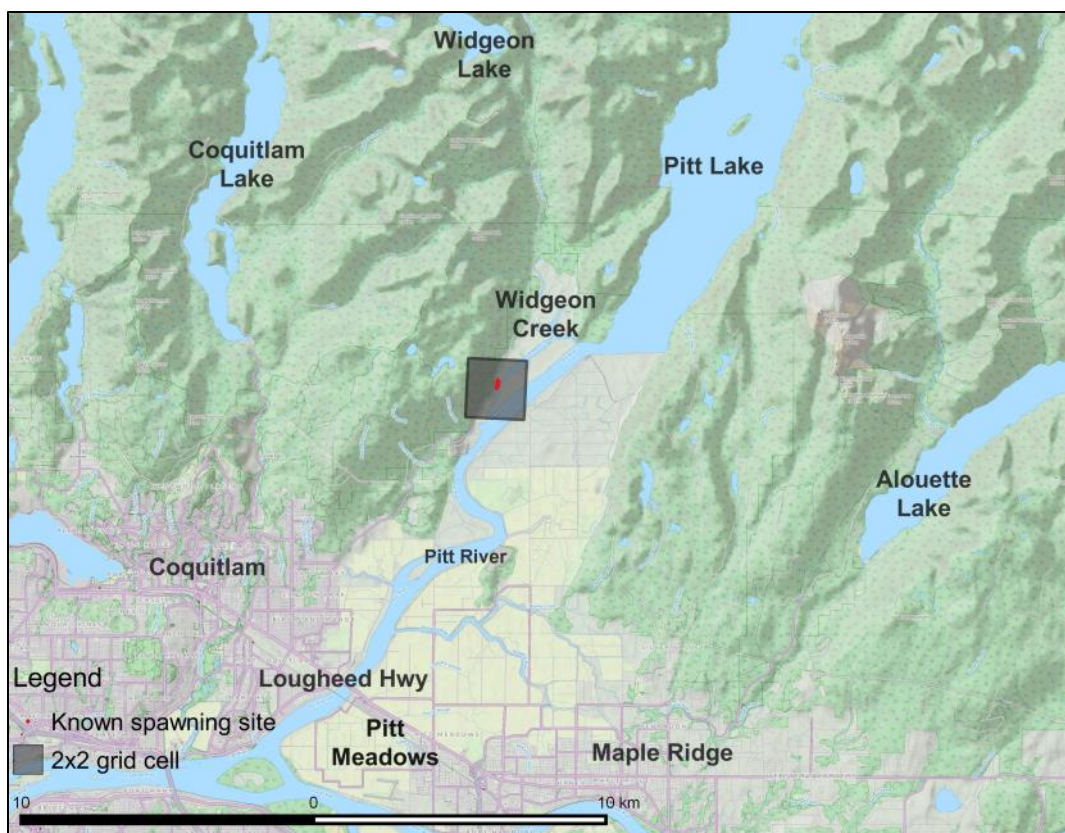 Widgeon
Lake
Coquitlam
Lake
Pitt Lake
Widgeon
Creek
Alouette
Lake
Pitt River
Coquitlam
Lougheed Hwy
Pitt
Meadows
Maple Ridge
Legend
Known spawning site
2x2 grid cell
10
0
10 km